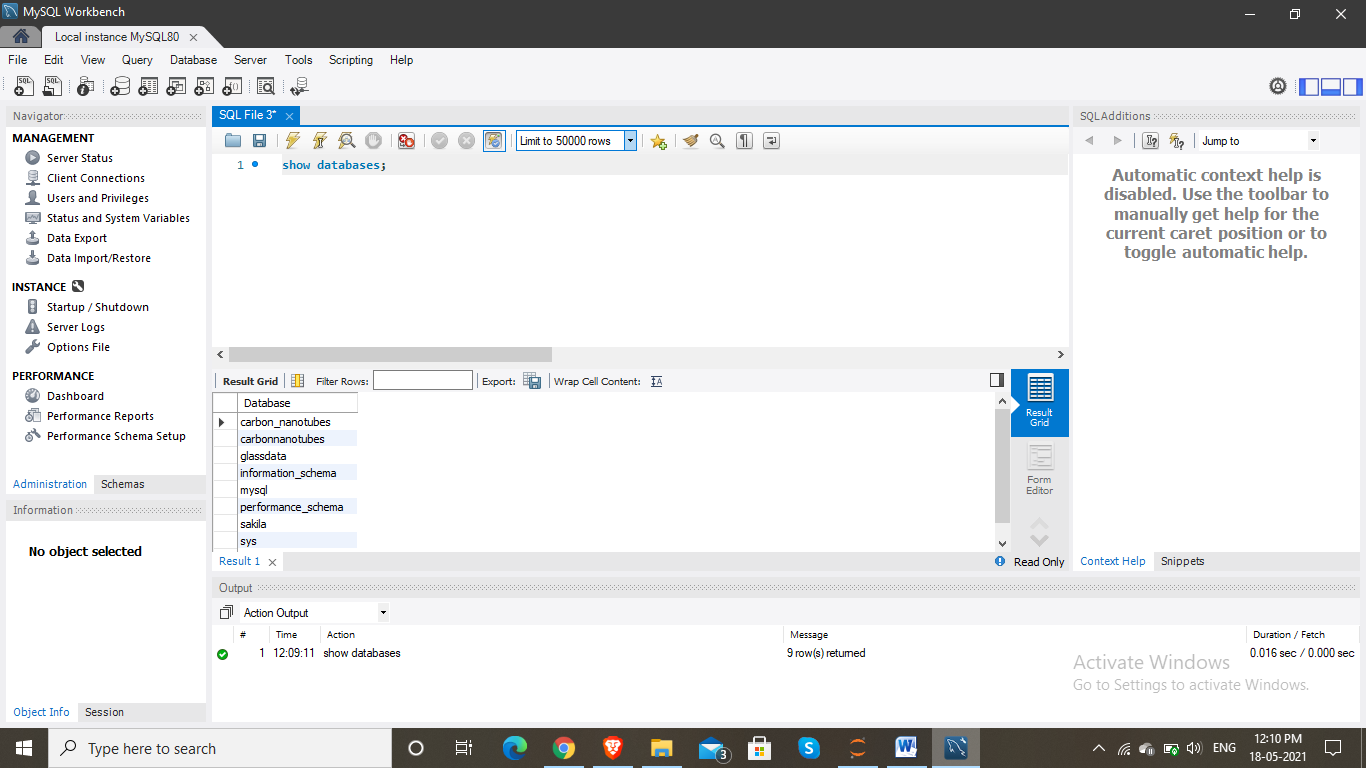 MySQL Workbench
Local instance MySQL80
File Edit View Query Database Server Tools Scripting Help
Navigator
MANAGEMENT
Server Status
Client Connections
Users and Privileges
Status and System Variables
Data Export
Data Import/Restore
INSTANCE
Startup / Shutdown
Server Logs
Options File
PERFORMANCE
Dashboard
Performance Reports
Performance Schema Setup
Administration Schemas
Information
No object selected
Object Info Session
SQL File 3*
Limit to 50000 rows
1 show databases;
Result Grid Filter Rows: Export: Wrap Cell Content:
Database
carbon_nanotubes
carbonnanotubes
glassdata
information_schema
mysql
performance_schema
sakila
sys
Result Grid
Form Editor
Result 1 Read Only
SQLAdditions
Jump to
Automatic context help is
disabled. Use the toolbar to
manually get help for the
current caret position or to
toggle automatic help.
Context Help Snippets
Output
Action Output
# Time Action Message Duration / Fetch
1 12:09:11 show databases 9 row(s) returned 0.016 sec / 0.000 sec
Activate Windows
Go to Settings to activate Windows.
Type here to search
3
ENG
12:10 PM
18-05-2021